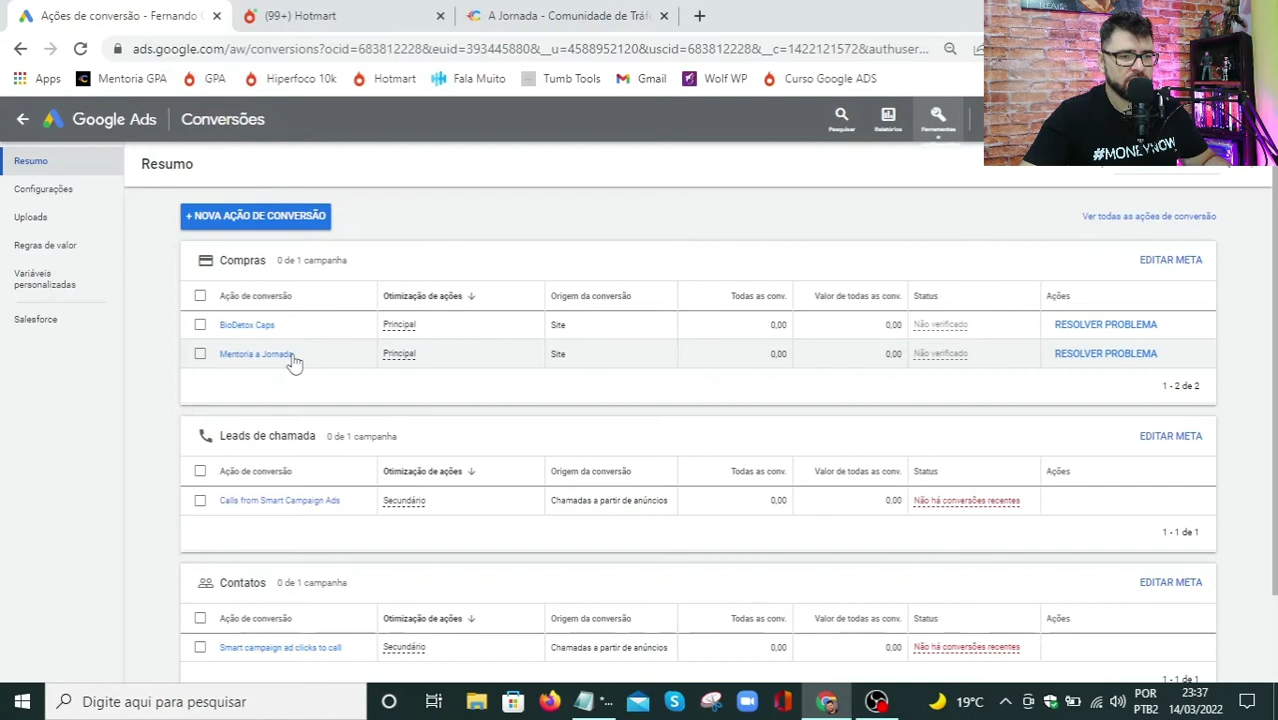 Ações de conversão - Fernando C
(99+) Hotmart
A Jornada - Comunidade de Tráf
ads.google.com/aw/conversions?ocid=6838122288&euid=3934458808&__u=4588952120&uscid=6838122288&__c=1422121572&authuser...
Apps
Mentoria GPA
GPA
Hiperfoco 10k
Hotmart
Fala Muito
Tumb Tools
Gmail
WOT WP
Curso Google ADS
REAIS:
#MONEYNOW
Google Ads
Conversões
Pesquisar
Relatórios
Ferramentas
Resumo
Configurações
Uploads
Regras de valor
Variáveis
personalizadas
Salesforce
Resumo
+ NOVA AÇÃO DE CONVERSÃO
Ver todas as ações de conversão
Compras 0 de 1 campanha EDITAR META
Ação de conversão Otimização de ações Origem da conversão Todas as conv. Valor de todas as conv. Status Ações
BioDetox Caps Principal Site 0,00 0,00 Não verificado RESOLVER PROBLEMA
Mentoria a Jornada Principal Site 0,00 0,00 Não verificado RESOLVER PROBLEMA
1 - 2 de 2
Leads de chamada 0 de 1 campanha EDITAR META
Ação de conversão Otimização de ações Origem da conversão Todas as conv. Valor de todas as conv. Status Ações
Calls from Smart Campaign Ads Secundário Chamadas a partir de anúncios 0,00 0,00 Não há conversões recentes
1 - 1 de 1
Contatos 0 de 1 campanha EDITAR META
Ação de conversão Otimização de ações Origem da conversão Todas as conv. Valor de todas as conv. Status Ações
Smart campaign ad clicks to call Secundário Chamadas a partir de anúncios 0,00 0,00 Não há conversões recentes
1 - 1 de 1
Digite aqui para pesquisar
19°C
POR
PTB2
23:37
14/03/2022